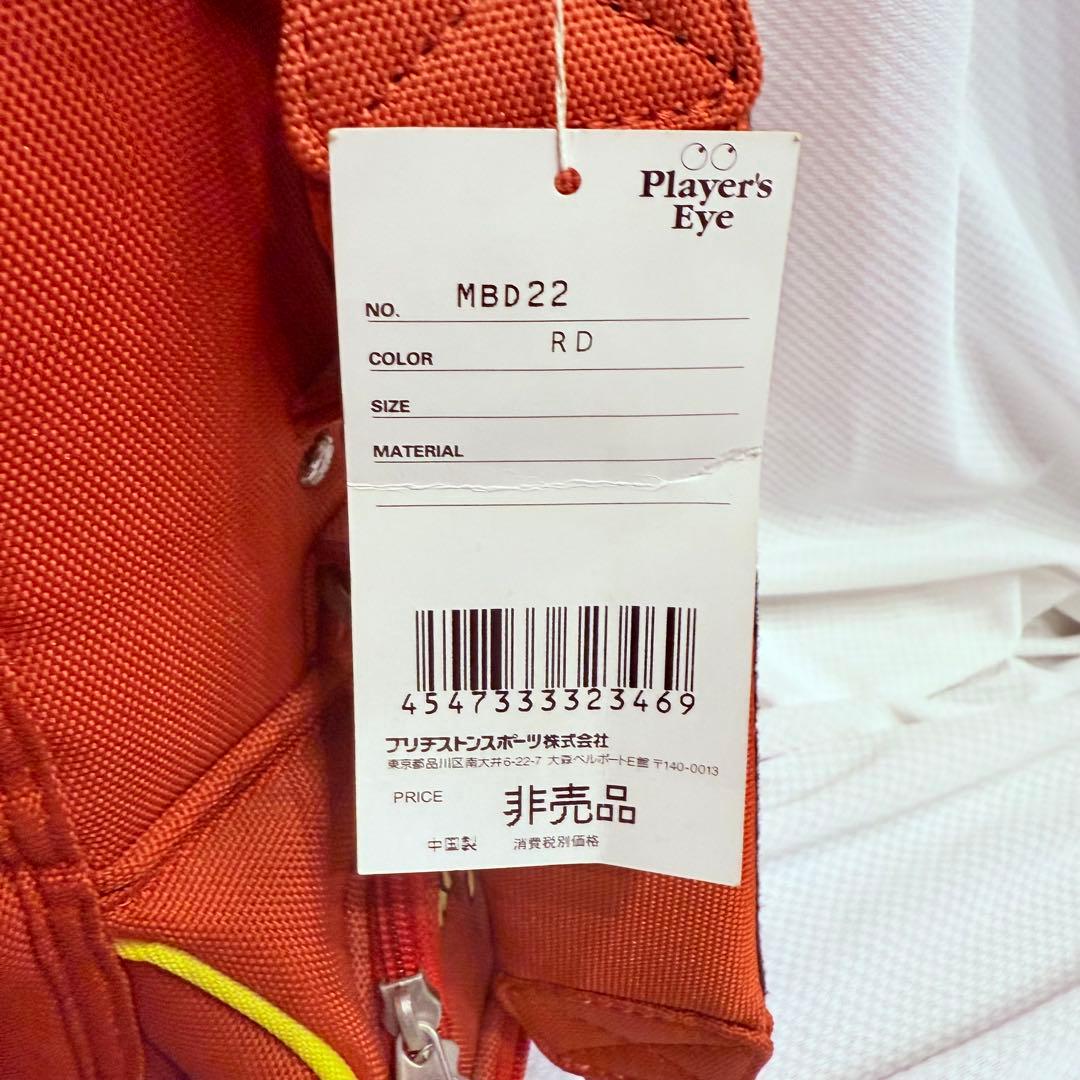 Player's
Eye
NO. MBD22
COLOR RD
SIZE
MATERIAL
4547333323469
ブリヂストンスポーツ株式会社
東京都品川区南大井6-22-7 大森ベルポートE館 〒140-0013
PRICE 非売品
中国製 消費税別価格